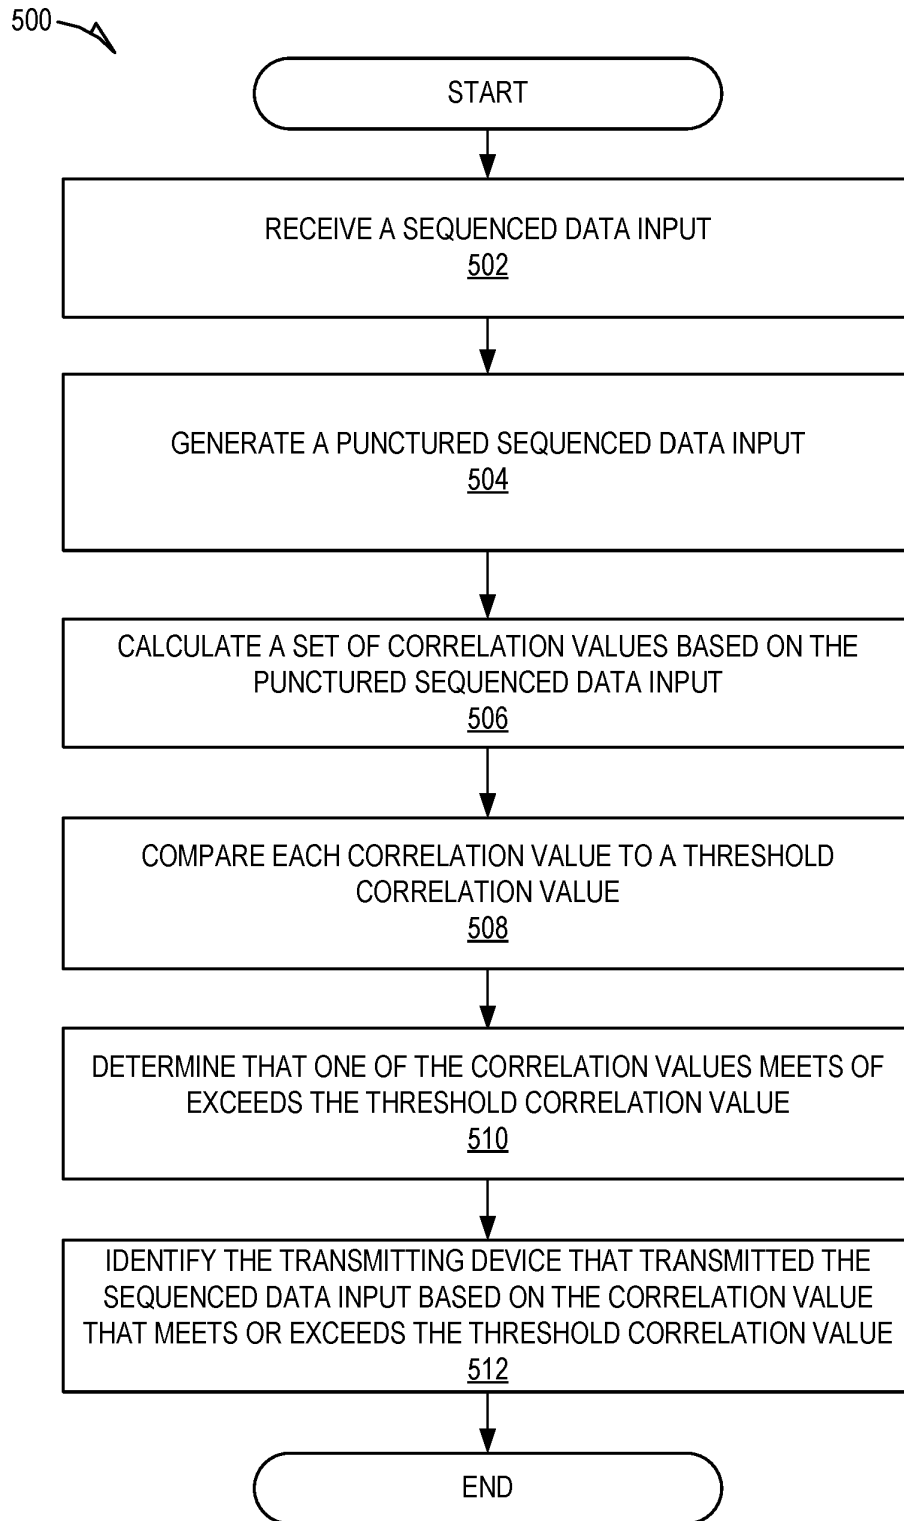 500
START
RECEIVE A SEQUENCED DATA INPUT
502
GENERATE A PUNCTURED SEQUENCED DATA INPUT
504
CALCULATE A SET OF CORRELATION VALUES BASED ON THE
PUNCTURED SEQUENCED DATA INPUT
506
COMPARE EACH CORRELATION VALUE TO A THRESHOLD
CORRELATION VALUE
508
DETERMINE THAT ONE OF THE CORRELATION VALUES MEETS OF
EXCEEDS THE THRESHOLD CORRELATION VALUE
510
IDENTIFY THE TRANSMITTING DEVICE THAT TRANSMITTED THE
SEQUENCED DATA INPUT BASED ON THE CORRELATION VALUE
THAT MEETS OR EXCEEDS THE THRESHOLD CORRELATION VALUE
512
END